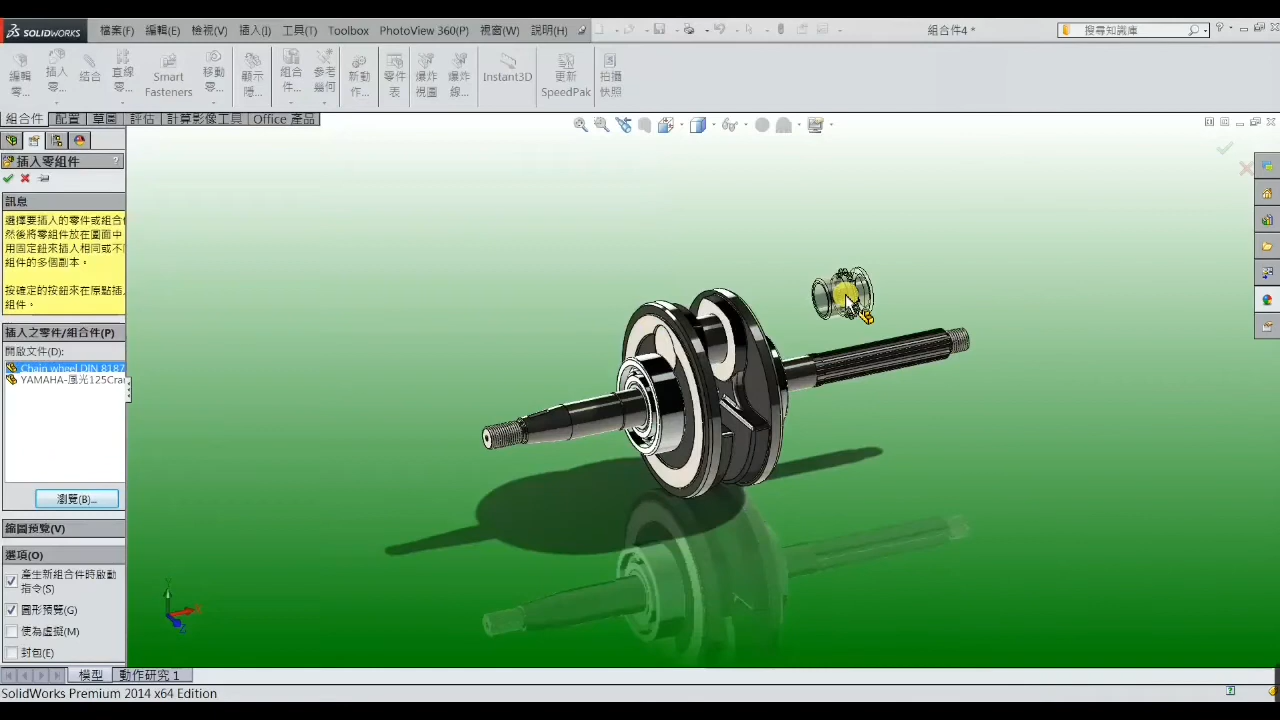 SOLIDWORKS 檔案(F) 編輯(E) 檢視(V) 插入(I) 工具(T) Toolbox PhotoView 360(P) 視窗(W) 說明(H) 組合件4 * 搜尋知識庫
編輯零... 插入零... 結合 直線零... Smart Fasteners 移動零... 顯示隱... 組合件... 參考幾何 新動作... 零件表 爆炸視圖 爆炸線... Instant3D 更新 SpeedPak 拍攝快照
組合件 配置 草圖 評估 計算影像工具 Office 產品
插入零組件 ?
訊息
選擇要插入的零件或組合
然後將零組件放在圖面中
用固定鈕來插入相同或不
組件的多個副本。
按確定的按鈕來在原點插
組件。
插入之零件/組合件(P)
開啟文件(D):
Chain wheel DIN 8187
YAMAHA-風光125Cra
瀏覽(B)...
縮圖預覽(V)
選項(O)
產生新組合件時啟動
指令(S)
圖形預覽(G)
使為虛擬(M)
封包(E)
Y
X
Z
模型 動作研究 1
SolidWorks Premium 2014 x64 Edition